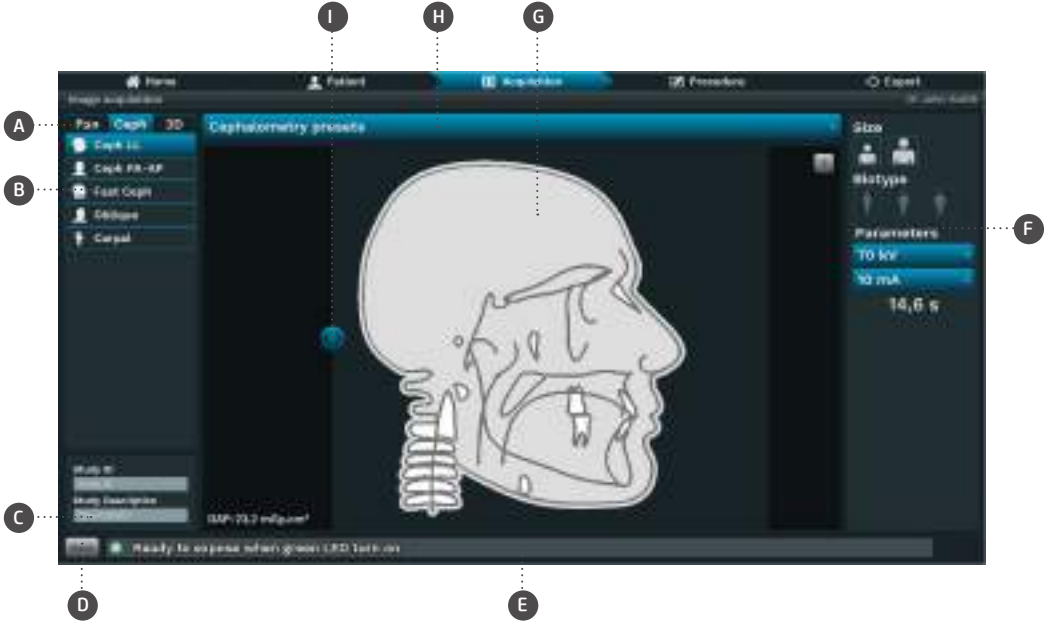 I H G
Home Patient Acquisition Procedure Expert
Image acquisition
A
Pan Ceph 3D
Cephalometry presets
Size
Ceph LL
Ceph PA-AP
B
Fast Ceph
Biotype
Oblique
F
Carpal
Parameters
70 kV
10 mA
14,6 s
Study ID
Study Description
C
Ready to expose when green LED turn on
D E